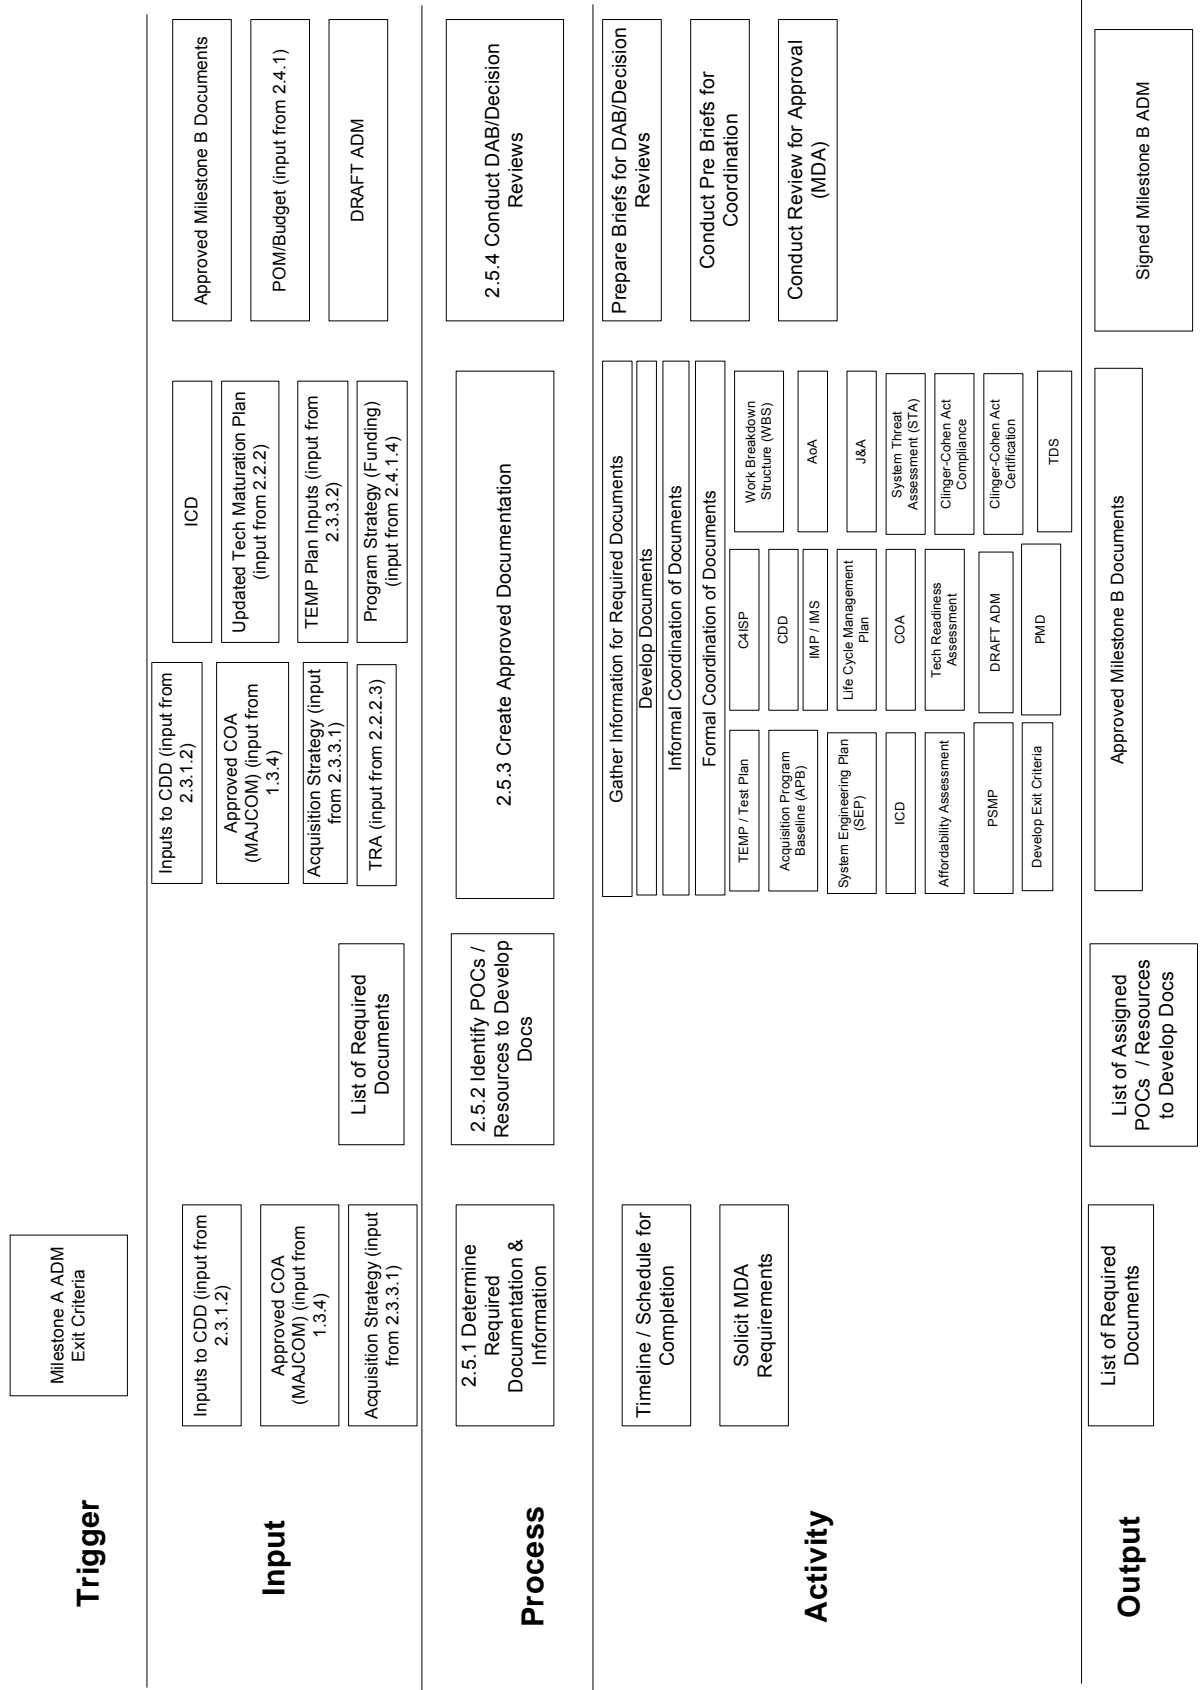 Trigger
Milestone A ADM
Exit Criteria
Input
Inputs to CDD (input from
2.3.1.2)
Approved COA
(MAJCOM) (input from
1.3.4)
Acquisition Strategy (input
from 2.3.3.1)
List of Required
Documents
Inputs to CDD (input from
2.3.1.2)
Approved COA
(MAJCOM) (input from
1.3.4)
Acquisition Strategy (input
from 2.3.3.1)
TRA (input from 2.2.2.3)
ICD
Updated Tech Maturation Plan
(input from 2.2.2)
TEMP Plan Inputs (input from
2.3.3.2)
Program Strategy (Funding)
(input from 2.4.1.4)
Approved Milestone B Documents
POM/Budget (input from 2.4.1)
DRAFT ADM
Process
2.5.1 Determine
Required
Documentation &
Information
2.5.2 Identify POCs /
Resources to Develop
Docs
2.5.3 Create Approved Documentation
2.5.4 Conduct DAB/Decision
Reviews
Activity
Timeline / Schedule for
Completion
Solicit MDA
Requirements
Gather Information for Required Documents
Develop Documents
Informal Coordination of Documents
Formal Coordination of Documents
TEMP / Test Plan
Acquisition Program
Baseline (APB)
System Engineering Plan
(SEP)
ICD
Affordability Assessment
PSMP
Develop Exit Criteria
C4ISP
CDD
IMP / IMS
Life Cycle Management
Plan
COA
Tech Readiness
Assessment
DRAFT ADM
PMD
Work Breakdown
Structure (WBS)
AoA
J&A
System Threat
Assessment (STA)
Clinger-Cohen Act
Compliance
Clinger-Cohen Act
Certification
TDS
Prepare Briefs for DAB/Decision
Reviews
Conduct Pre Briefs for
Coordination
Conduct Review for Approval
(MDA)
Output
List of Required
Documents
List of Assigned
POCs / Resources
to Develop Docs
Approved Milestone B Documents
Signed Milestone B ADM